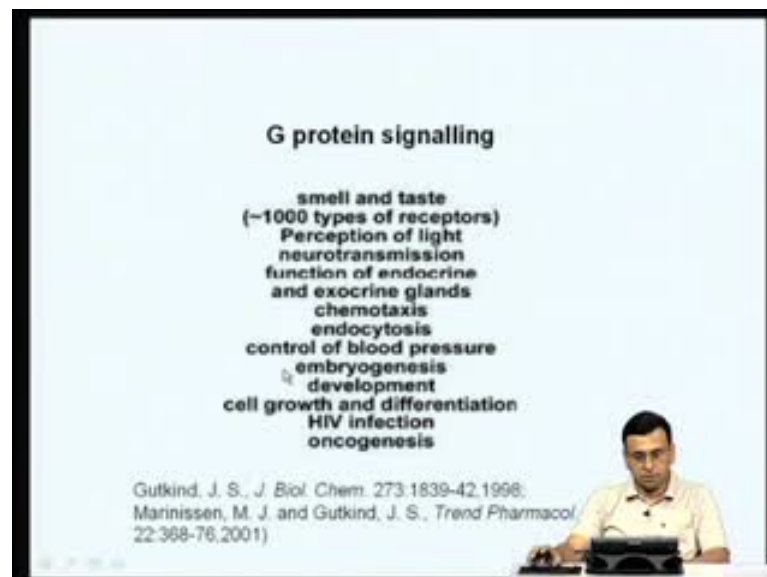 G protein signalling
smell and taste
(~1000 types of receptors)
Perception of light
neurotransmission
function of endocrine
and exocrine glands
chemotaxis
endocytosis
control of blood pressure
embryogenesis
development
cell growth and differentiation
HIV infection
oncogenesis
Gutkind, J. S., J. Biol. Chem. 273:1839-42,1998;
Marinissen, M. J. and Gutkind, J. S., Trend Pharmacol
22:368-76,2001)